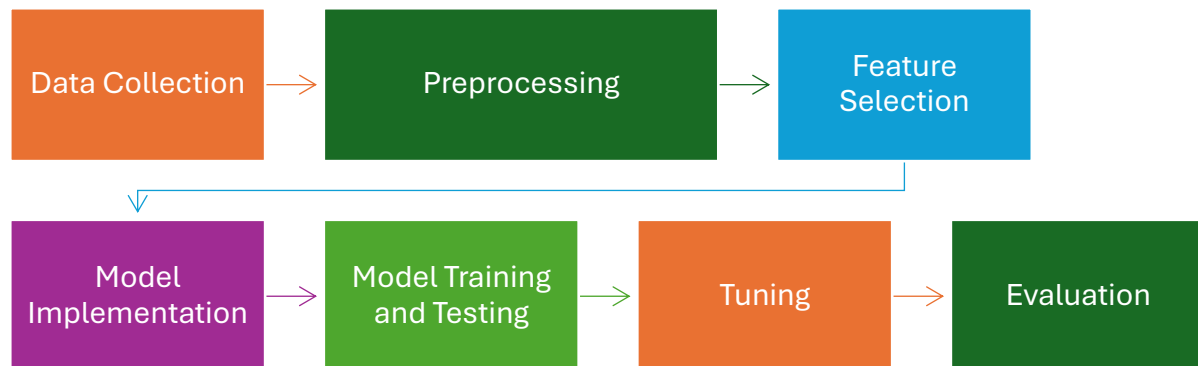 Data Collection
Preprocessing
Feature
Selection
Model
Implementation
Model Training
and Testing
Tuning
Evaluation